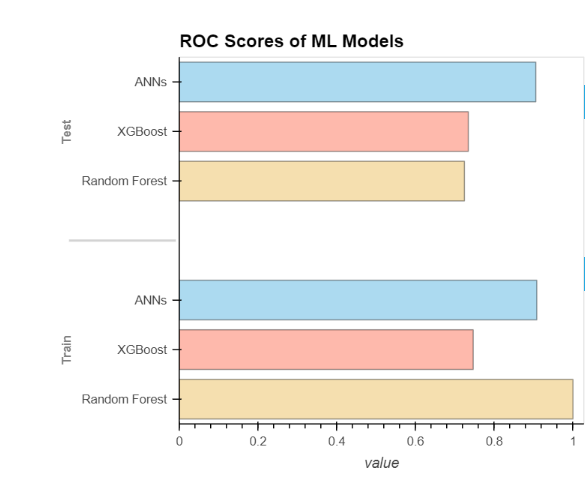 ROC Scores of ML Models
Test
ANNs
XGBoost
Random Forest
Train
ANNs
XGBoost
Random Forest
0 0.2 0.4 0.6 0.8 1
value